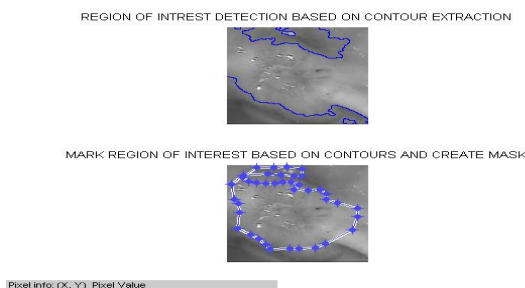 REGION OF INTREST DETECTION BASED ON CONTOUR EXTRACTION
MARK REGION OF INTEREST BASED ON CONTOURS AND CREATE MASK
Pixel info: (X, Y) Pixel Value